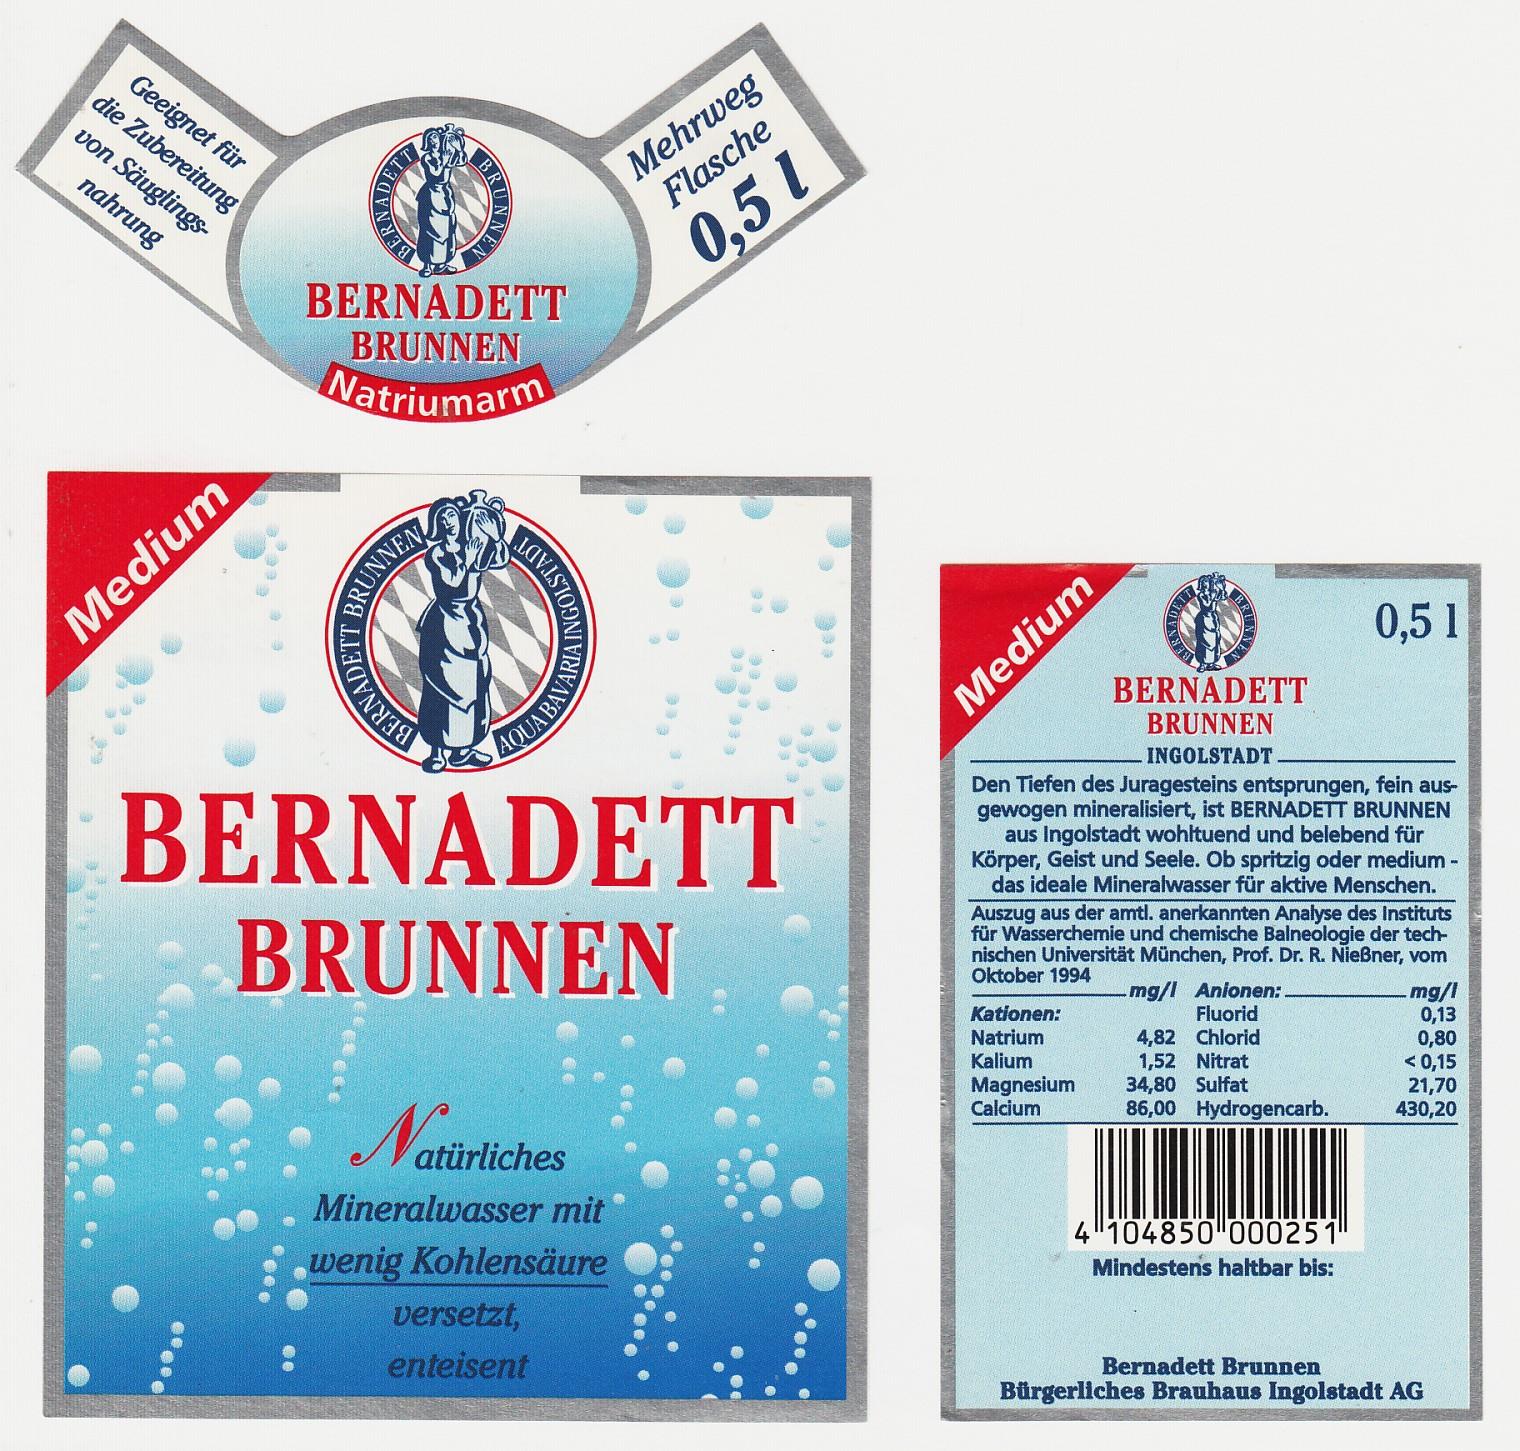 Geeignet für
die Zubereitung
von Säuglings-
nahrung
BERNADETT BRUNNEN
BERNADETT
BRUNNEN
Natriumarm
Mehrweg
Flasche
0,5 l
Medium
BERNADETT BRUNNEN
AQUABAVARIA INGOLSTADT
BERNADETT
BRUNNEN
Natürliches
Mineralwasser mit
wenig Kohlensäure
versetzt,
enteisent
Medium
BERNADETT BRUNNEN
0,5 l
BERNADETT
BRUNNEN
INGOLSTADT
Den Tiefen des Juragesteins entsprungen, fein aus-
gewogen mineralisiert, ist BERNADETT BRUNNEN
aus Ingolstadt wohltuend und belebend für
Körper, Geist und Seele. Ob spritzig oder medium -
das ideale Mineralwasser für aktive Menschen.
Auszug aus der amtl. anerkannten Analyse des Instituts
für Wasserchemie und chemische Balneologie der tech-
nischen Universität München, Prof. Dr. R. Nießner, vom
Oktober 1994
mg/l Anionen: mg/l
Kationen: Fluorid 0,13
Natrium 4,82 Chlorid 0,80
Kalium 1,52 Nitrat < 0,15
Magnesium 34,80 Sulfat 21,70
Calcium 86,00 Hydrogencarb. 430,20
4 104850 000251
Mindestens haltbar bis:
Bernadett Brunnen
Bürgerliches Brauhaus Ingolstadt AG